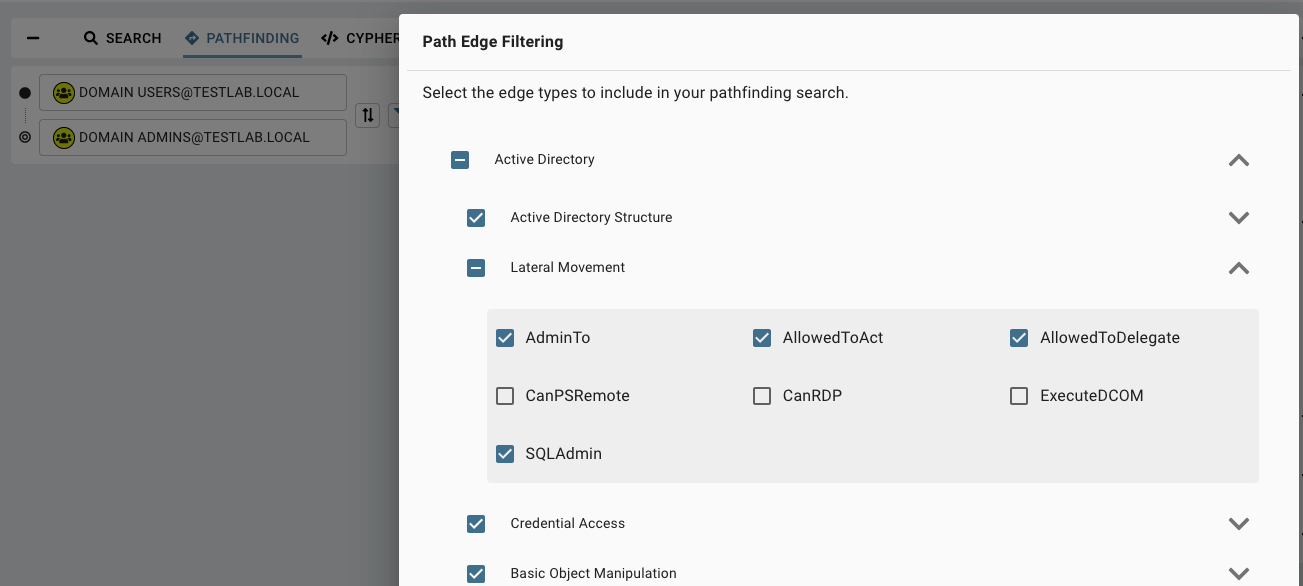 SEARCH
PATHFINDING
CYPHER
DOMAIN USERS@TESTLAB.LOCAL
DOMAIN ADMINS@TESTLAB.LOCAL
Path Edge Filtering
Select the edge types to include in your pathfinding search.
Active Directory
Active Directory Structure
Lateral Movement
AdminTo AllowedToAct AllowedToDelegate
CanPSRemote CanRDP ExecuteDCOM
SQLAdmin
Credential Access
Basic Object Manipulation